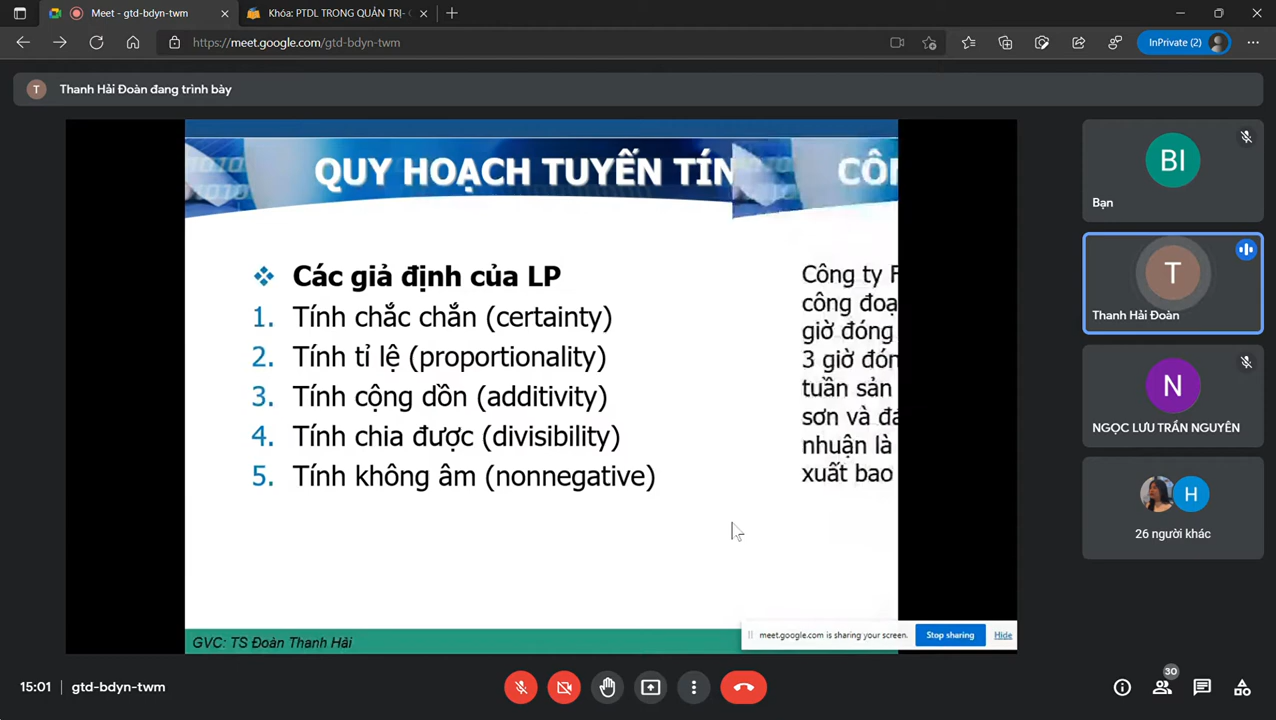 Meet - gtd-bdyn-twm
Khóa: PTDL TRONG QUẢN TRỊ-
https://meet.google.com/gtd-bdyn-twm
InPrivate (2)
T
Thanh Hải Đoàn đang trình bày
QUY HOẠCH TUYẾN TÍN
❖ Các giả định của LP
1. Tính chắc chắn (certainty)
2. Tính tỉ lệ (proportionality)
3. Tính cộng dồn (additivity)
4. Tính chia được (divisibility)
5. Tính không âm (nonnegative)
GVC: TS Đoàn Thanh Hải
CÔN
Công ty F
công đoạ
giờ đóng
3 giờ đón
tuần sản
sơn và đá
nhuận là
xuất bao
meet.google.com is sharing your screen.
Stop sharing
Hide
BI
Bạn
T
Thanh Hải Đoàn
N
NGỌC LƯU TRẦN NGUYÊN
H
26 người khác
15:01 | gtd-bdyn-twm
30